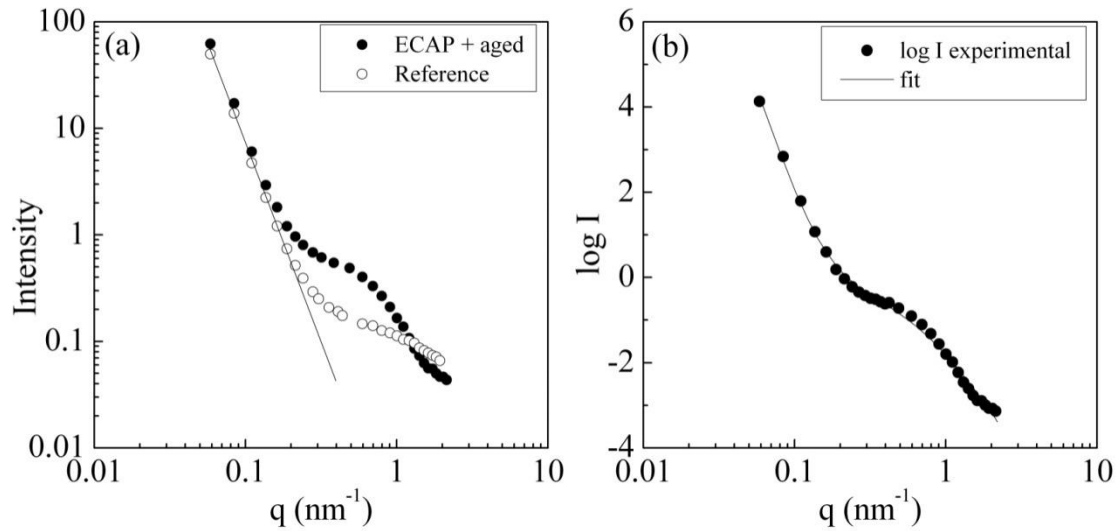 (a)
ECAP + aged
Reference
100
10
1
0.1
0.01
Intensity
0.01
0.1
1
10
q (nm⁻¹)
(b)
log I experimental
fit
6
4
2
0
-2
-4
log I
0.01
0.1
1
10
q (nm⁻¹)